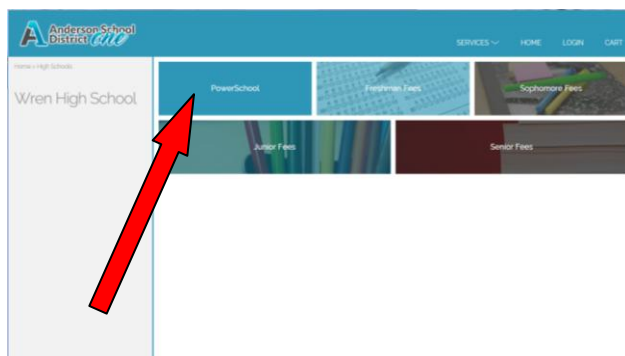 Anderson School
District One
SERVICES HOME LOGIN CART
Home > High Schools
Wren High School
PowerSchool
Freshmen Fees
Sophomore Fees
Junior Fees
Senior Fees